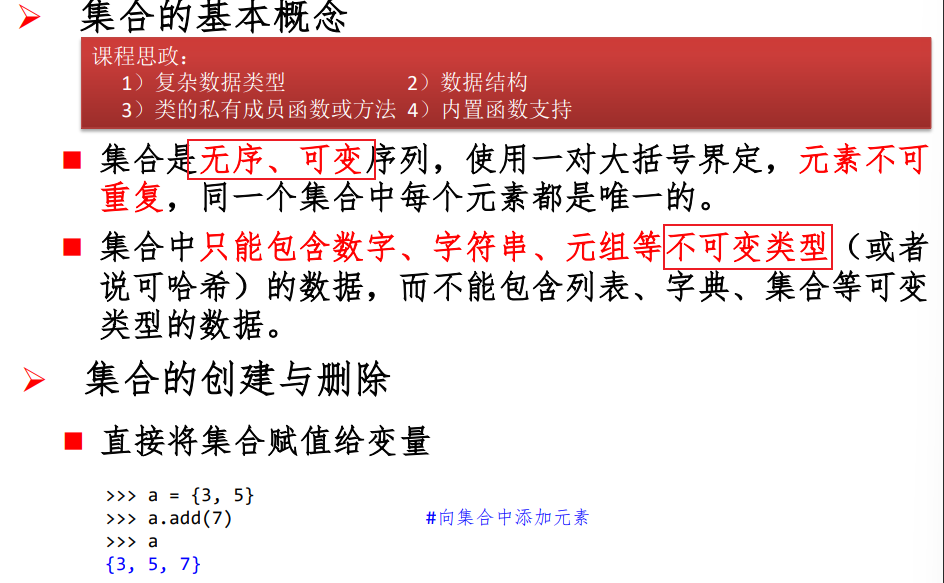 集合的基本概念
课程思政：
1）复杂数据类型 2）数据结构
3）类的私有成员函数或方法 4）内置函数支持
集合是无序、可变序列，使用一对大括号界定，元素不可
重复，同一个集合中每个元素都是唯一的。
集合中只能包含数字、字符串、元组等不可变类型（或者
说可哈希）的数据，而不能包含列表、字典、集合等可变
类型的数据。
集合的创建与删除
直接将集合赋值给变量
>>> a = {3, 5}
>>> a.add(7) #向集合中添加元素
>>> a
{3, 5, 7}